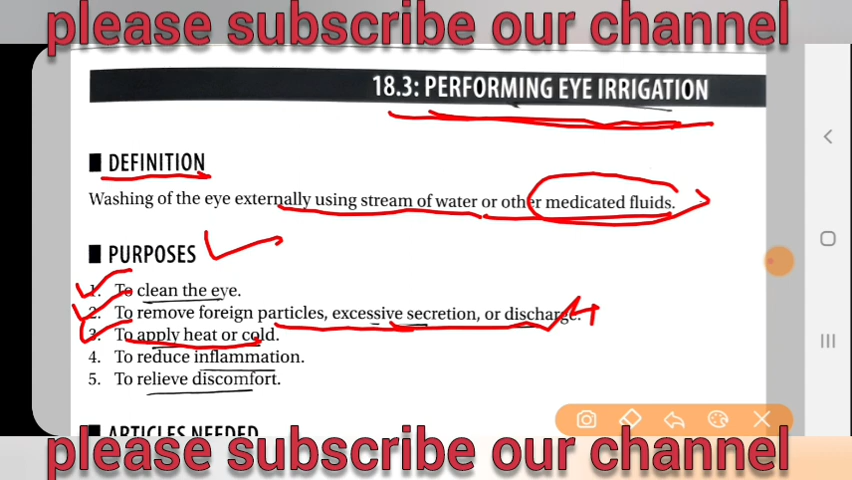 please subscribe our channel
18.3: PERFORMING EYE IRRIGATION
DEFINITION
Washing of the eye externally using stream of water or other medicated fluids.
PURPOSES
1. To clean the eye.
2. To remove foreign particles, excessive secretion, or discharge.
3. To apply heat or cold.
4. To reduce inflammation.
5. To relieve discomfort.
ARTICLES NEEDED
please subscribe our channel